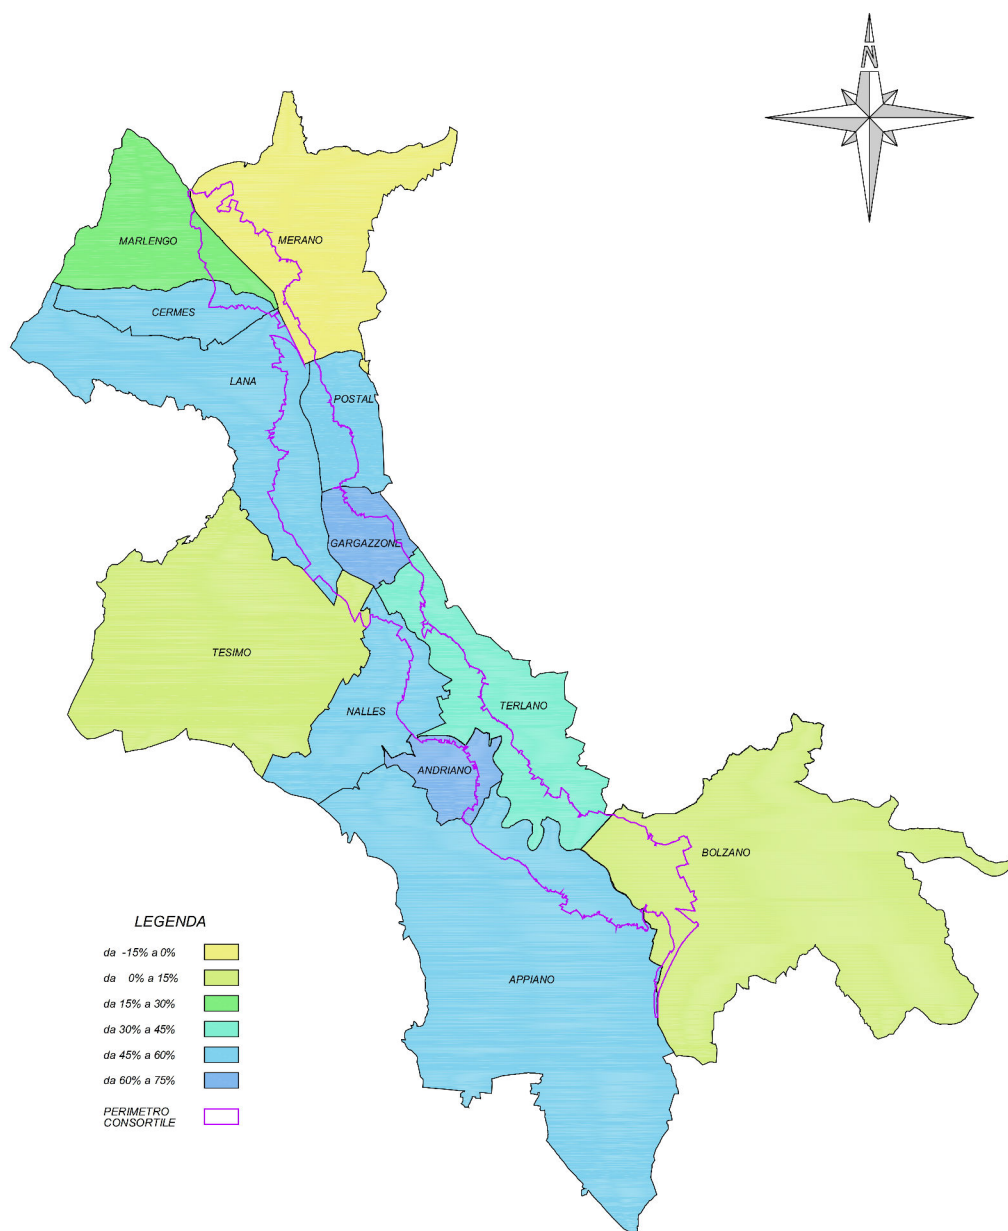 N
MERANO
MARLENGO
CERMES
LANA
POSTAL
GARGAZZONE
TESIMO
NALLES
TERLANO
ANDRIANO
BOLZANO
APPIANO
LEGENDA
da -15% a 0%
da 0% a 15%
da 15% a 30%
da 30% a 45%
da 45% a 60%
da 60% a 75%
PERIMETRO
CONSORTILE